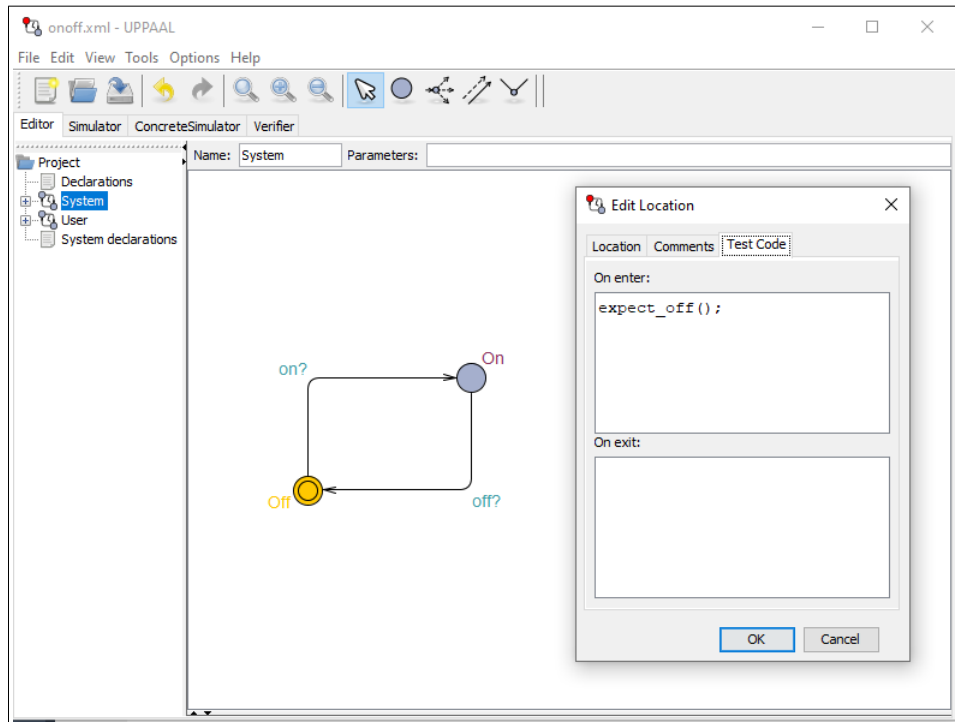 onoff.xml - UPPAAL
File Edit View Tools Options Help
Editor Simulator ConcreteSimulator Verifier
Project
Declarations
System
User
System declarations
Name: System Parameters:
Edit Location
Location Comments Test Code
On enter:
expect_off();
On exit:
OK Cancel
on?
On
Off
off?